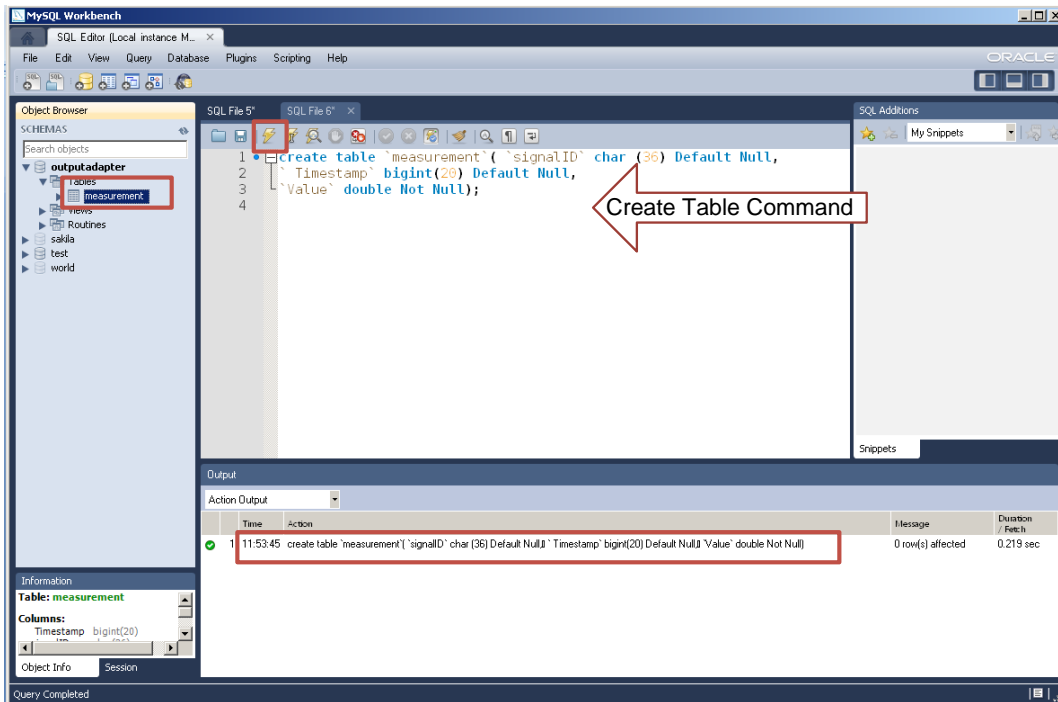 MySQL Workbench
SQL Editor (Local instance M... ×
File Edit View Query Database Plugins Scripting Help
ORACLE
Object Browser
SCHEMAS
Search objects
outputadapter
Tables
measurement
Views
Routines
sakila
test
world
SQL File 5*
SQL File 6* ×
1 create table `measurement`( `signalID` char (36) Default Null,
2 ` Timestamp` bigint(20) Default Null,
3 `Value` double Not Null);
4
Create Table Command
SQL Additions
My Snippets
Snippets
Output
Action Output
Time Action Message Duration / Fetch
1 11:53:45 create table `measurement`( `signalID` char (36) Default Null, ` Timestamp` bigint(20) Default Null, `Value` double Not Null) 0 row(s) affected 0.219 sec
Information
Table: measurement
Columns:
Timestamp bigint(20)
Object Info Session
Query Completed